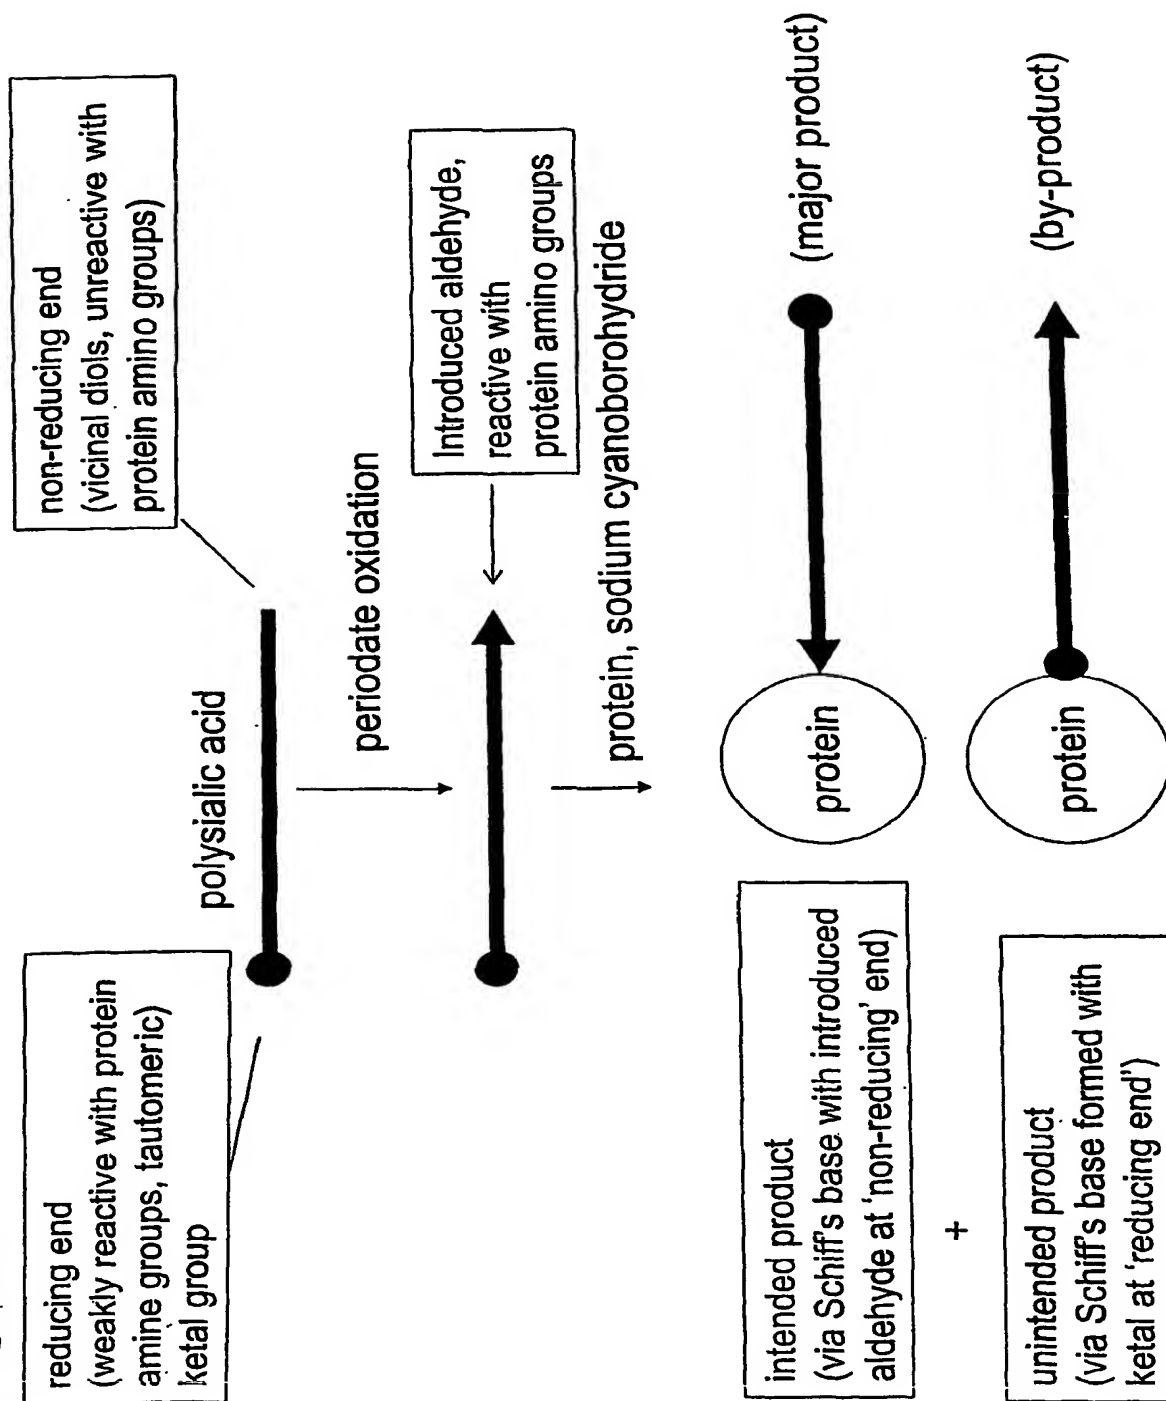 reducing end
(weakly reactive with protein
amine groups, tautomeric)
ketal group
non-reducing end
(vicinal diols, unreactive with
protein amino groups)
polysialic acid
periodate oxidation
Introduced aldehyde,
reactive with
protein amino groups
protein, sodium cyanoborohydride
intended product
(via Schiff's base with introduced
aldehyde at 'non-reducing' end)
protein
(major product)
+
unintended product
(via Schiff's base formed with
ketal at 'reducing end')
protein
(by-product)